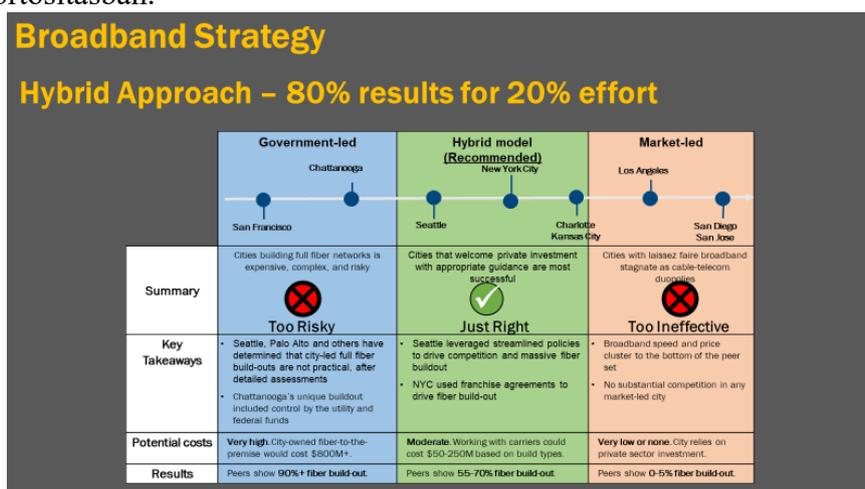 Broadband Strategy
Hybrid Approach – 80% results for 20% effort
Government-led
Hybrid model
(Recommended)
Market-led
Chattanooga
New York City
Los Angeles
San Francisco
Seattle
Charlotte
Kansas City
San Diego
San Jose
Summary
Cities building full fiber networks is
expensive, complex, and risky
Too Risky
Cities that welcome private investment
with appropriate guidance are most
successful
Just Right
Cities with laissez faire broadband
stagnate as cable-telecom
duopolies
Too Ineffective
Key
Takeaways
• Seattle, Palo Alto and others have
determined that city-led full fiber
build-outs are not practical, after
detailed assessments
• Chattanooga's unique buildout
included control by the utility and
federal funds
• Seattle leveraged streamlined policies
to drive competition and massive fiber
buildout
• NYC used franchise agreements to
drive fiber build-out
• Broadband speed and price
cluster to the bottom of the peer
set
• No substantial competition in any
market-led city
Potential costs
Very high. City-owned fiber-to-the-
premise would cost $800M+.
Moderate. Working with carriers could
cost $50-250M based on build types.
Very low or none. City relies on
private sector investment.
Results
Peers show 90%+ fiber build-out.
Peers show 55-70% fiber build-out.
Peers show 0-5% fiber build-out.